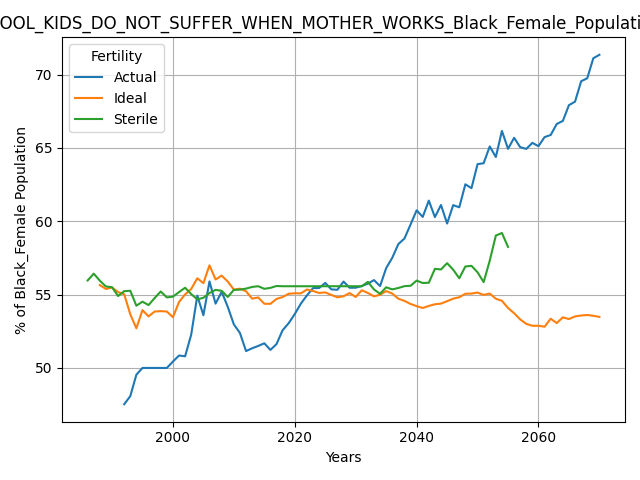 OOL_KIDS_DO_NOT_SUFFER_WHEN_MOTHER_WORKS_Black_Female_Populati
Fertility
Actual
Ideal
Sterile
% of Black_Female Population
70
65
60
55
50
2000 2020 2040 2060
Years